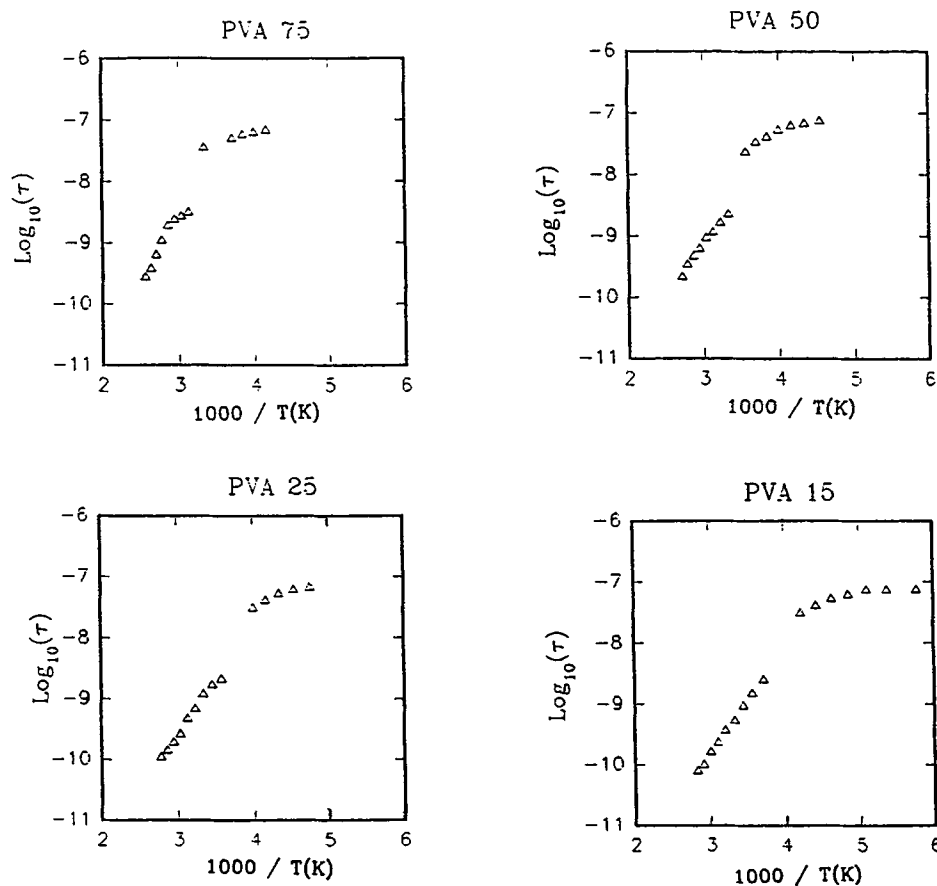 PVA 75
-6
-7
-8
-9
-10
-11
Log10(τ)
2 3 4 5 6
1000 / T(K)
PVA 50
-6
-7
-8
-9
-10
-11
Log10(τ)
2 3 4 5 6
1000 / T(K)
PVA 25
-6
-7
-8
-9
-10
-11
Log10(τ)
2 3 4 5 6
1000 / T(K)
PVA 15
-6
-7
-8
-9
-10
-11
Log10(τ)
2 3 4 5 6
1000 / T(K)